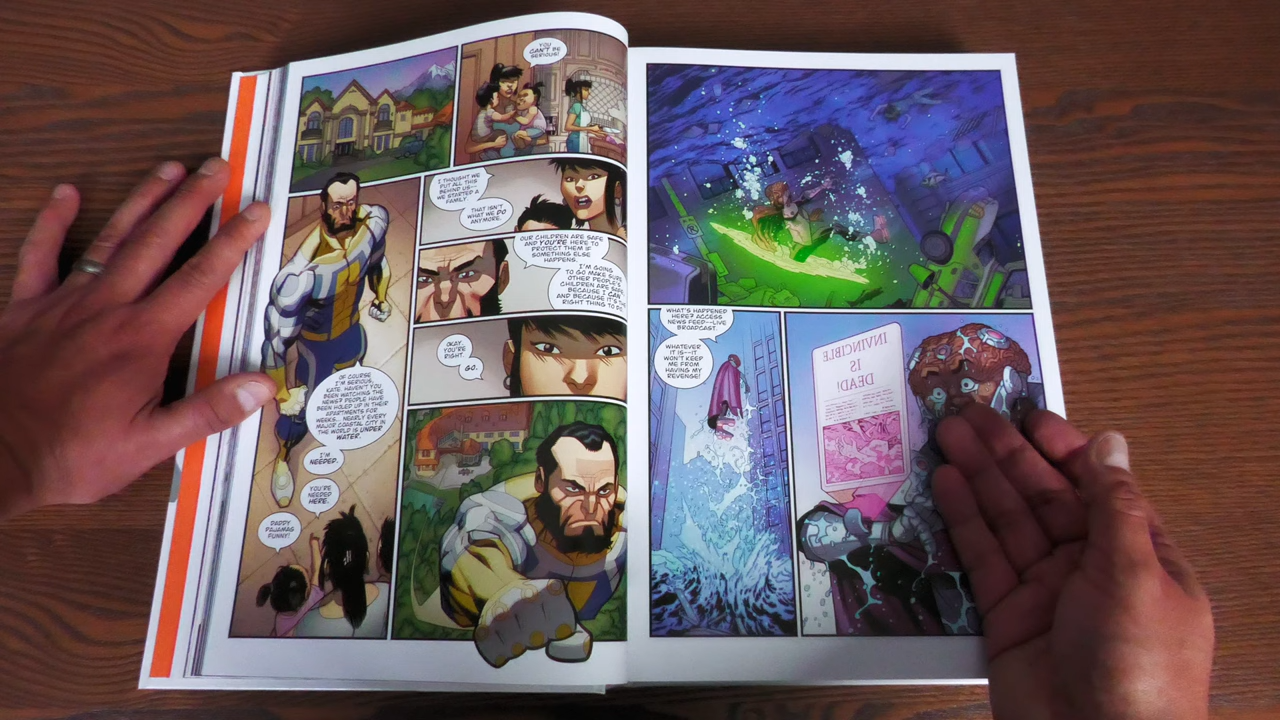 YOU
CAN'T BE
SERIOUS!
I THOUGHT WE
PUT ALL THIS
BEHIND US--
WE STARTED A
FAMILY.
THAT ISN'T
WHAT WE DO
ANYMORE.
OUR CHILDREN ARE SAFE
AND YOU'RE HERE TO
PROTECT THEM IF
SOMETHING ELSE
HAPPENS.
I'M GOING
TO GO MAKE SURE
OTHER PEOPLE'S
CHILDREN ARE SAFE
BECAUSE I CAN
AND BECAUSE IT'S THE
RIGHT THING TO DO.
OKAY.
YOU'RE
RIGHT.
GO.
OF COURSE
I'M SERIOUS,
KATE. HAVEN'T YOU
BEEN WATCHING THE
NEWS? PEOPLE HAVE
BEEN HOLED UP IN THEIR
APARTMENTS FOR
WEEKS... NEARLY EVERY
MAJOR COASTAL CITY
IN THE WORLD IS UNDER
WATER.
I'M
NEEDED.
YOU'RE
NEEDED
HERE.
DADDY
PAJAMAS
FUNNY!
WHAT'S HAPPENED
HERE? ACCESS
NEWS FEED--LIVE
BROADCAST.
WHATEVER
IT IS--IT
WON'T KEEP
ME FROM
HAVING MY
REVENGE!
INVINCIBLE
IS
DEAD!